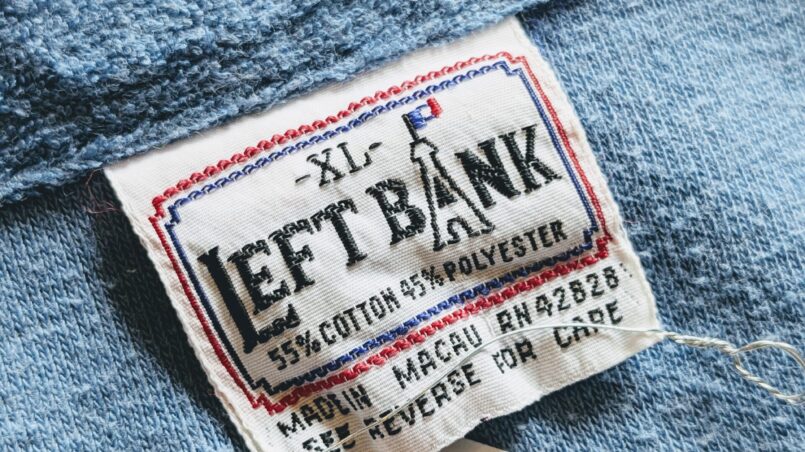 -XL-
LEFT BANK
55% COTTON 45% POLYESTER
MADE IN MACAU RN 42828
SEE REVERSE FOR CARE